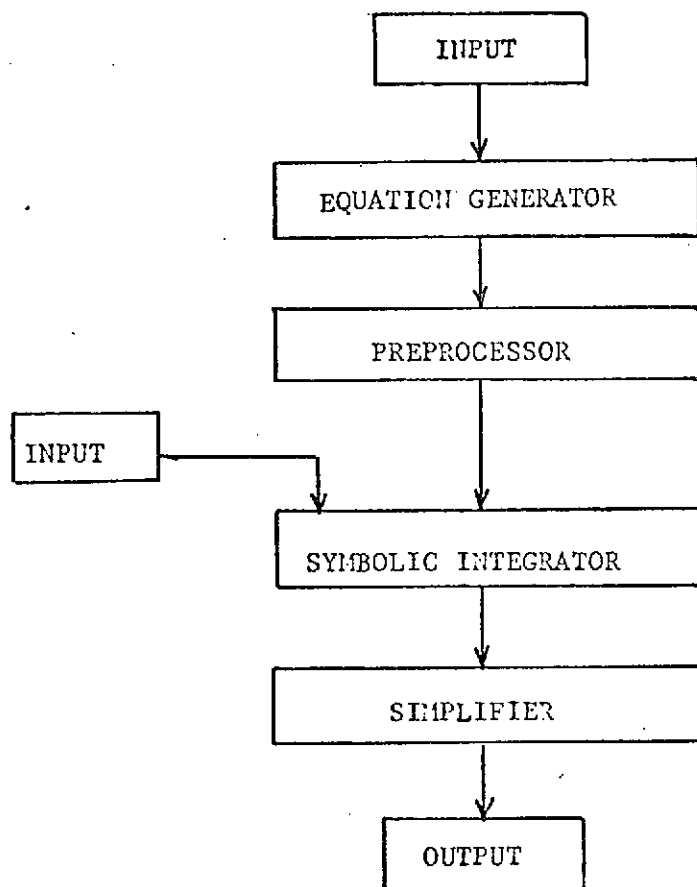 INPUT
EQUATION GENERATOR
PREPROCESSOR
INPUT
SYMBOLIC INTEGRATOR
SIMPLIFIER
OUTPUT